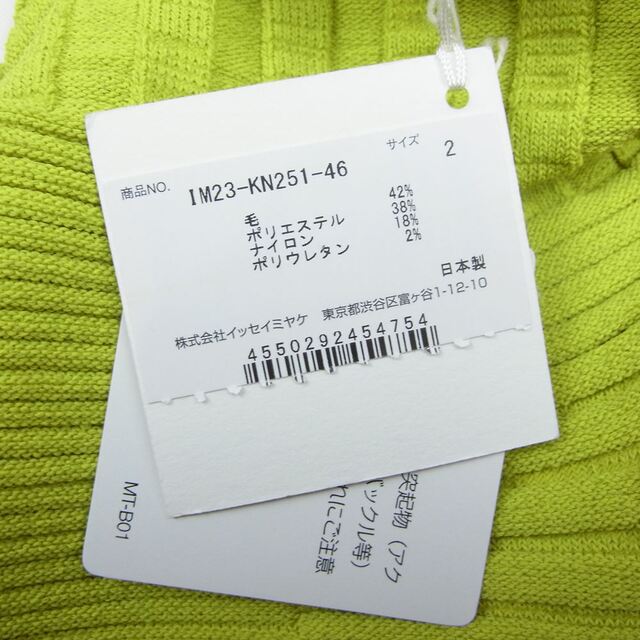 商品NO. IM23-KN251-46 サイズ 2
毛 42%
ポリエステル 38%
ナイロン 18%
ポリウレタン 2%
日本製
株式会社イッセイミヤケ 東京都渋谷区富ヶ谷1-12-10
4550292454754
MT-B01
突起物（アク
バックル等）
れにご注意